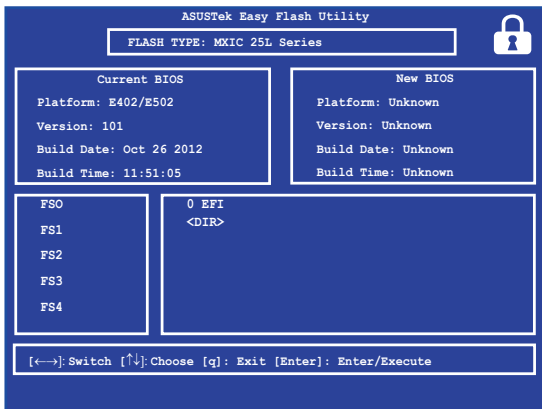 ASUSTek Easy Flash Utility
FLASH TYPE: MXIC 25L Series
Current BIOS
Platform: E402/E502
Version: 101
Build Date: Oct 26 2012
Build Time: 11:51:05
New BIOS
Platform: Unknown
Version: Unknown
Build Date: Unknown
Build Time: Unknown
FSO
FS1
FS2
FS3
FS4
0 EFI
<DIR>
[←→]: Switch [↑↓]: Choose [q]: Exit [Enter]: Enter/Execute